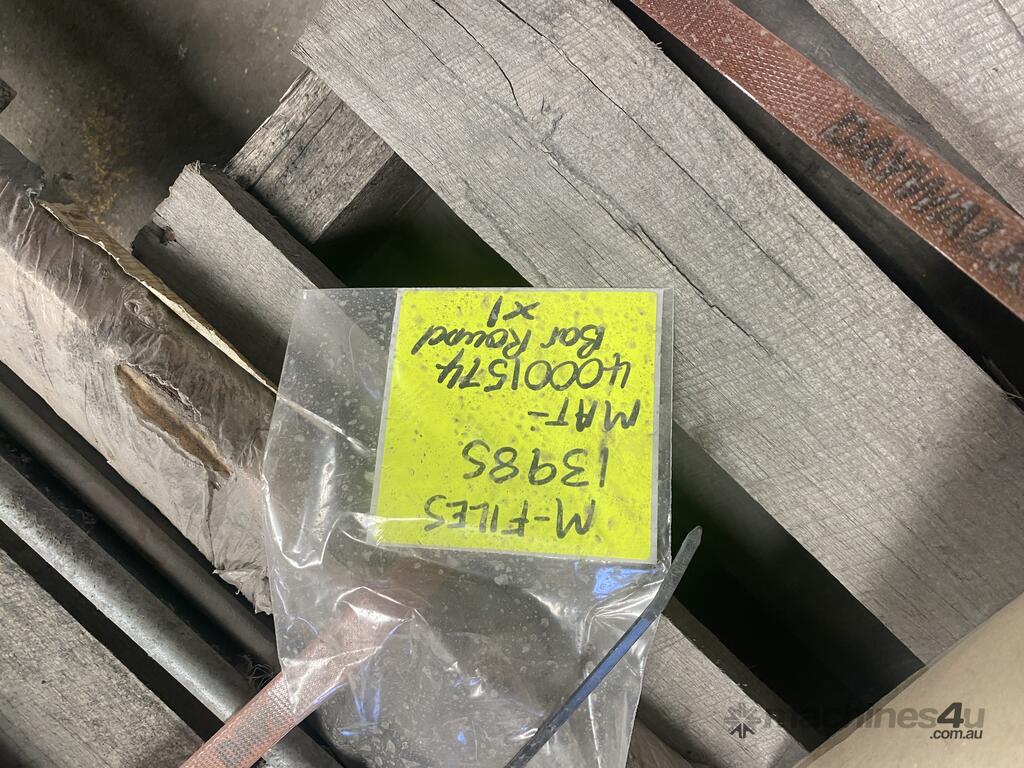 M-FILES
13985
MAT-
40001574
Bar Round
x1
machines4u
.com.au